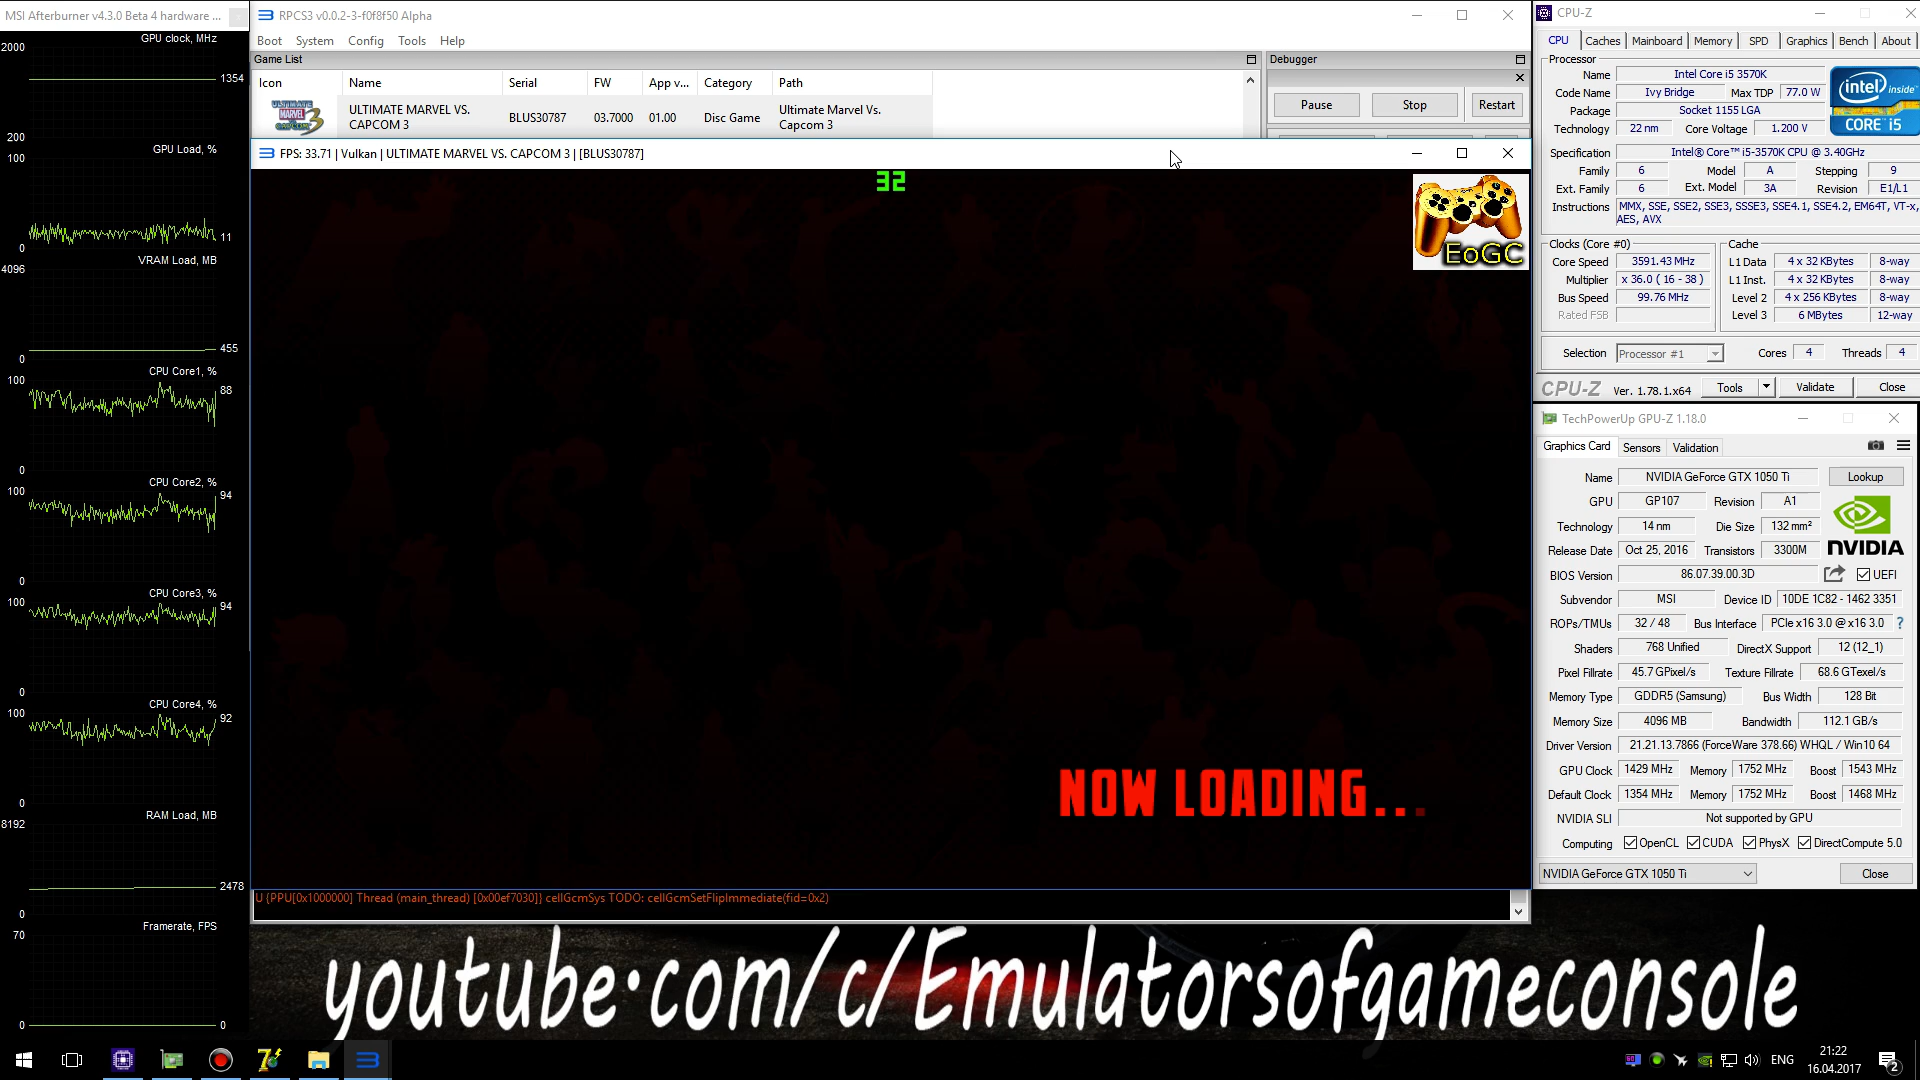 MSI Afterburner v4.3.0 Beta 4 hardware ...
GPU clock, MHz
2000
1354
200
GPU Load, %
100
11
0
VRAM Load, MB
4096
455
0
CPU Core1, %
100
88
0
CPU Core2, %
100
94
0
CPU Core3, %
100
94
0
CPU Core4, %
100
92
0
RAM Load, MB
8192
2478
0
Framerate, FPS
70
0
0
RPCS3 v0.0.2-3-f0f8f50 Alpha
Boot System Config Tools Help
Game List
Icon Name Serial FW App v... Category Path
ULTIMATE MARVEL VS. CAPCOM 3 BLUS30787 03.7000 01.00 Disc Game Ultimate Marvel Vs. Capcom 3
Debugger
Pause Stop Restart
FPS: 33.71 | Vulkan | ULTIMATE MARVEL VS. CAPCOM 3 | [BLUS30787]
32
EoGC
NOW LOADING...
U {PPU[0x1000000] Thread (main_thread) [0x00ef7030]} cellGcmSys TODO: cellGcmSetFlipImmediate(fid=0x2)
CPU-Z
CPU Caches Mainboard Memory SPD Graphics Bench About
Processor
Name Intel Core i5 3570K
Code Name Ivy Bridge Max TDP 77.0 W
Package Socket 1155 LGA
Technology 22 nm Core Voltage 1.200 V
intel inside
CORE i5
Specification Intel® Core™ i5-3570K CPU @ 3.40GHz
Family 6 Model A Stepping 9
Ext. Family 6 Ext. Model 3A Revision E1/L1
Instructions MMX, SSE, SSE2, SSE3, SSSE3, SSE4.1, SSE4.2, EM64T, VT-x,
AES, AVX
Clocks (Core #0)
Core Speed 3591.43 MHz
Multiplier x 36.0 ( 16 - 38 )
Bus Speed 99.76 MHz
Rated FSB
Cache
L1 Data 4 x 32 KBytes 8-way
L1 Inst. 4 x 32 KBytes 8-way
Level 2 4 x 256 KBytes 8-way
Level 3 6 MBytes 12-way
Selection Processor #1 Cores 4 Threads 4
CPU-Z Ver. 1.78.1.x64 Tools Validate Close
TechPowerUp GPU-Z 1.18.0
Graphics Card Sensors Validation
Name NVIDIA GeForce GTX 1050 Ti Lookup
GPU GP107 Revision A1
Technology 14 nm Die Size 132 mm²
Release Date Oct 25, 2016 Transistors 3300M
NVIDIA
BIOS Version 86.07.39.00.3D UEFI
Subvendor MSI Device ID 10DE 1C82 - 1462 3351
ROPs/TMUs 32 / 48 Bus Interface PCIe x16 3.0 @ x16 3.0 ?
Shaders 768 Unified DirectX Support 12 (12_1)
Pixel Fillrate 45.7 GPixel/s Texture Fillrate 68.6 GTexel/s
Memory Type GDDR5 (Samsung) Bus Width 128 Bit
Memory Size 4096 MB Bandwidth 112.1 GB/s
Driver Version 21.21.13.7866 (ForceWare 378.66) WHQL / Win10 64
GPU Clock 1429 MHz Memory 1752 MHz Boost 1543 MHz
Default Clock 1354 MHz Memory 1752 MHz Boost 1468 MHz
NVIDIA SLI Not supported by GPU
Computing OpenCL CUDA PhysX DirectCompute 5.0
NVIDIA GeForce GTX 1050 Ti Close
youtube.com/c/Emulatorsofgameconsole
ENG
21:22
16.04.2017
2